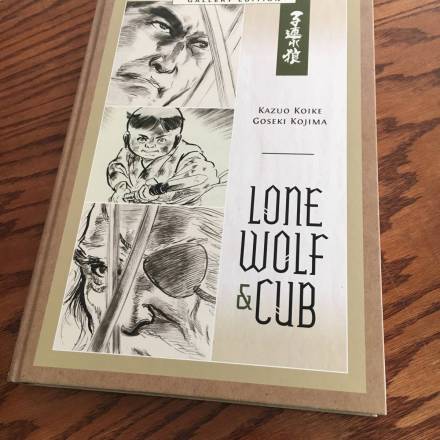 GALLERY EDITION
子連れ狼
KAZUO KOIKE
GOSEKI KOJIMA
LONE
WOLF
& CUB